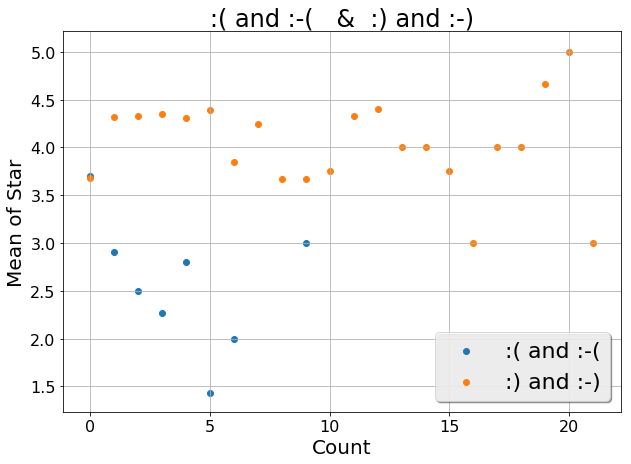 :( and :-(   &  :) and :-)
Mean of Star
5.0
4.5
4.0
3.5
3.0
2.5
2.0
1.5
:( and :-(
:) and :-)
0 5 10 15 20
Count